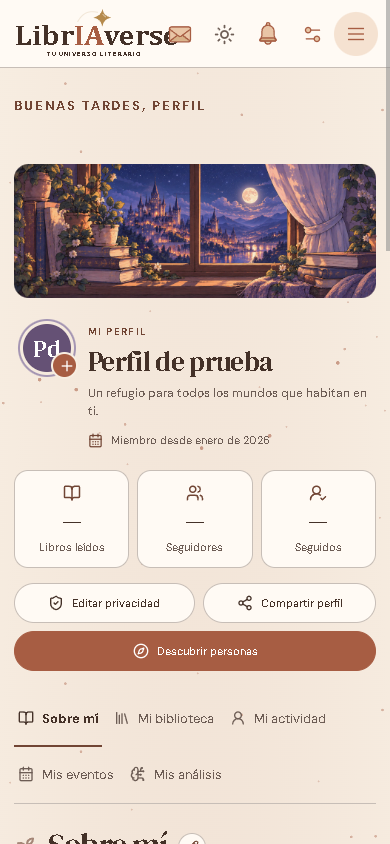 LibrIAverse
TU UNIVERSO LITERARIO
BUENAS TARDES, PERFIL
Pd
MI PERFIL
Perfil de prueba
Un refugio para todos los mundos que habitan en
ti.
Miembro desde enero de 2026
—
—
—
Libros leídos
Seguidores
Seguidos
Editar privacidad
Compartir perfil
Descubrir personas
Sobre mí
Mi biblioteca
Mi actividad
Mis eventos
Mis análisis
Sobre mí